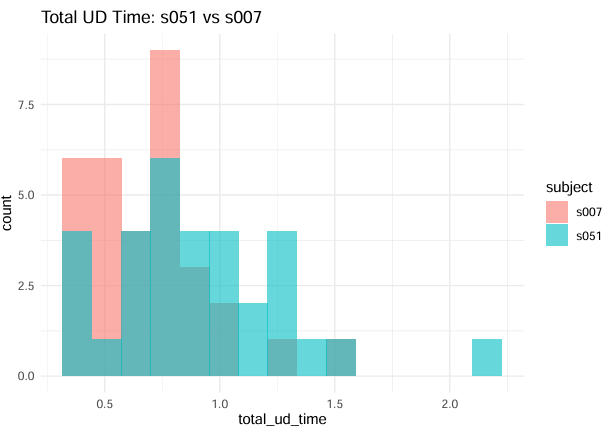 Total UD Time: s051 vs s007
7.5
5.0
2.5
0.0
count
0.5
1.0
1.5
2.0
total_ud_time
subject
s007
s051